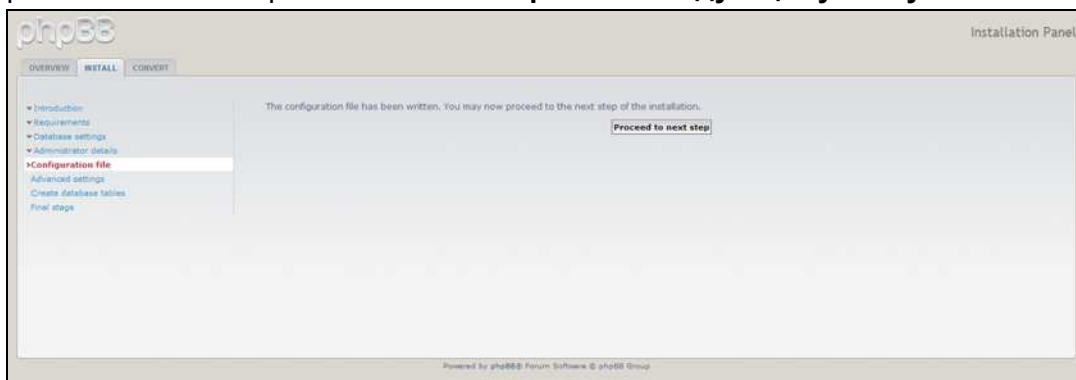 phpBB
Installation Panel
OVERVIEW INSTALL CONVERT
Introduction
Requirements
Database settings
Administrator details
Configuration file
Advanced settings
Create database tables
Final stage
The configuration file has been written. You may now proceed to the next step of the installation.
Proceed to next step
Powered by phpBB® Forum Software © phpBB Group